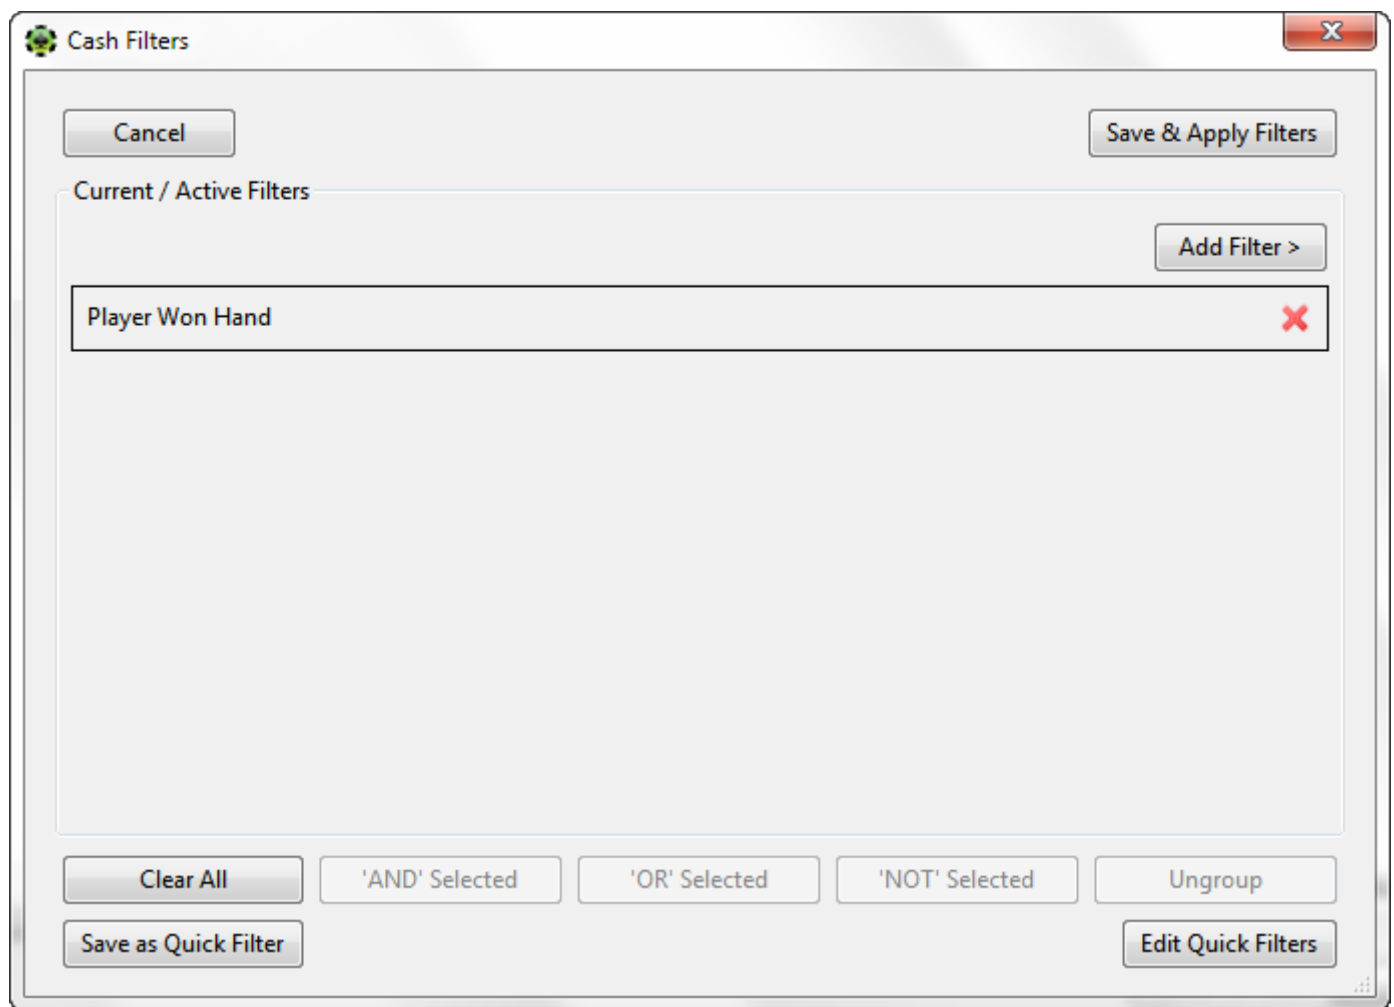 Cash Filters
Cancel
Save & Apply Filters
Current / Active Filters
Add Filter >
Player Won Hand
Clear All
'AND' Selected
'OR' Selected
'NOT' Selected
Ungroup
Save as Quick Filter
Edit Quick Filters